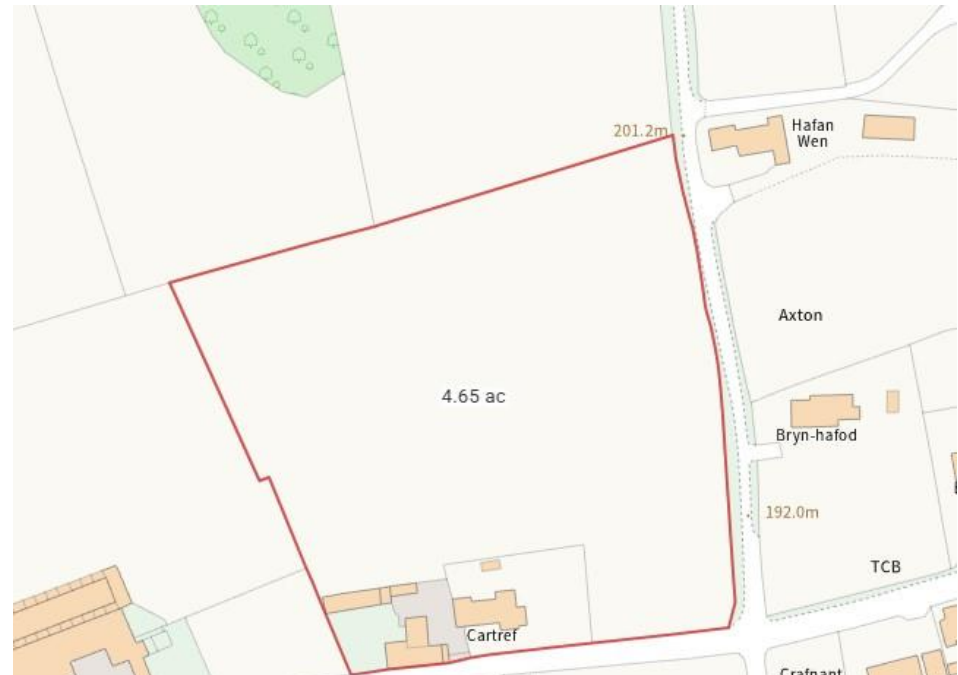 201.2m
Hafan
Wen
Axton
4.65 ac
Bryn-hafod
192.0m
TCB
Cartref